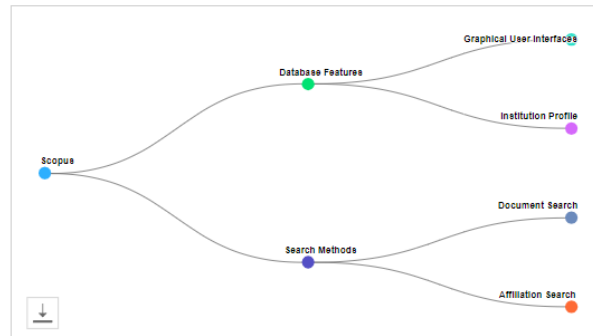 Graphical User Interfaces
Database Features
Institution Profile
Scopus
Document Search
Search Methods
Affiliation Search